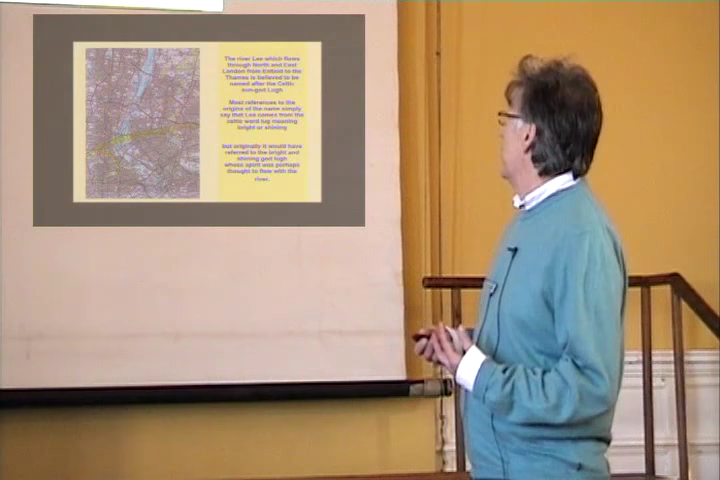 The river Lee which flows
through North and East
London from Enfield to the
Thames is believed to be
named after the Celtic
sun-god Lugh
Most references to the
origins of the name simply
say that Lee comes from the
celtic word lug meaning
bright or shining
but originally it would have
referred to the bright and
shining god lugh
whose spirit was perhaps
thought to flow with the
river.